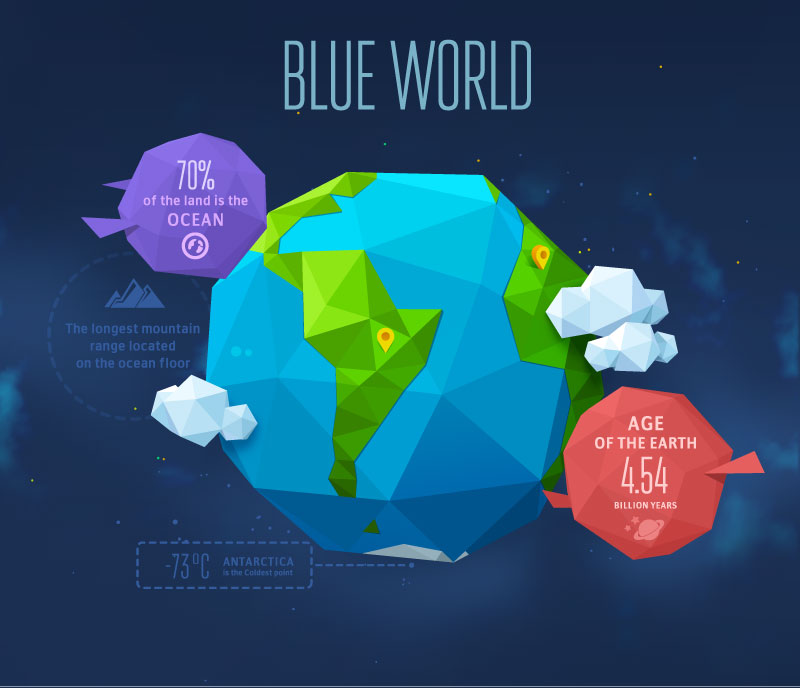 BLUE WORLD
70%
of the land is the
OCEAN
The longest mountain
range located
on the ocean floor
AGE
OF THE EARTH
4.54
BILLION YEARS
-73°C
ANTARCTICA
is the Coldest point